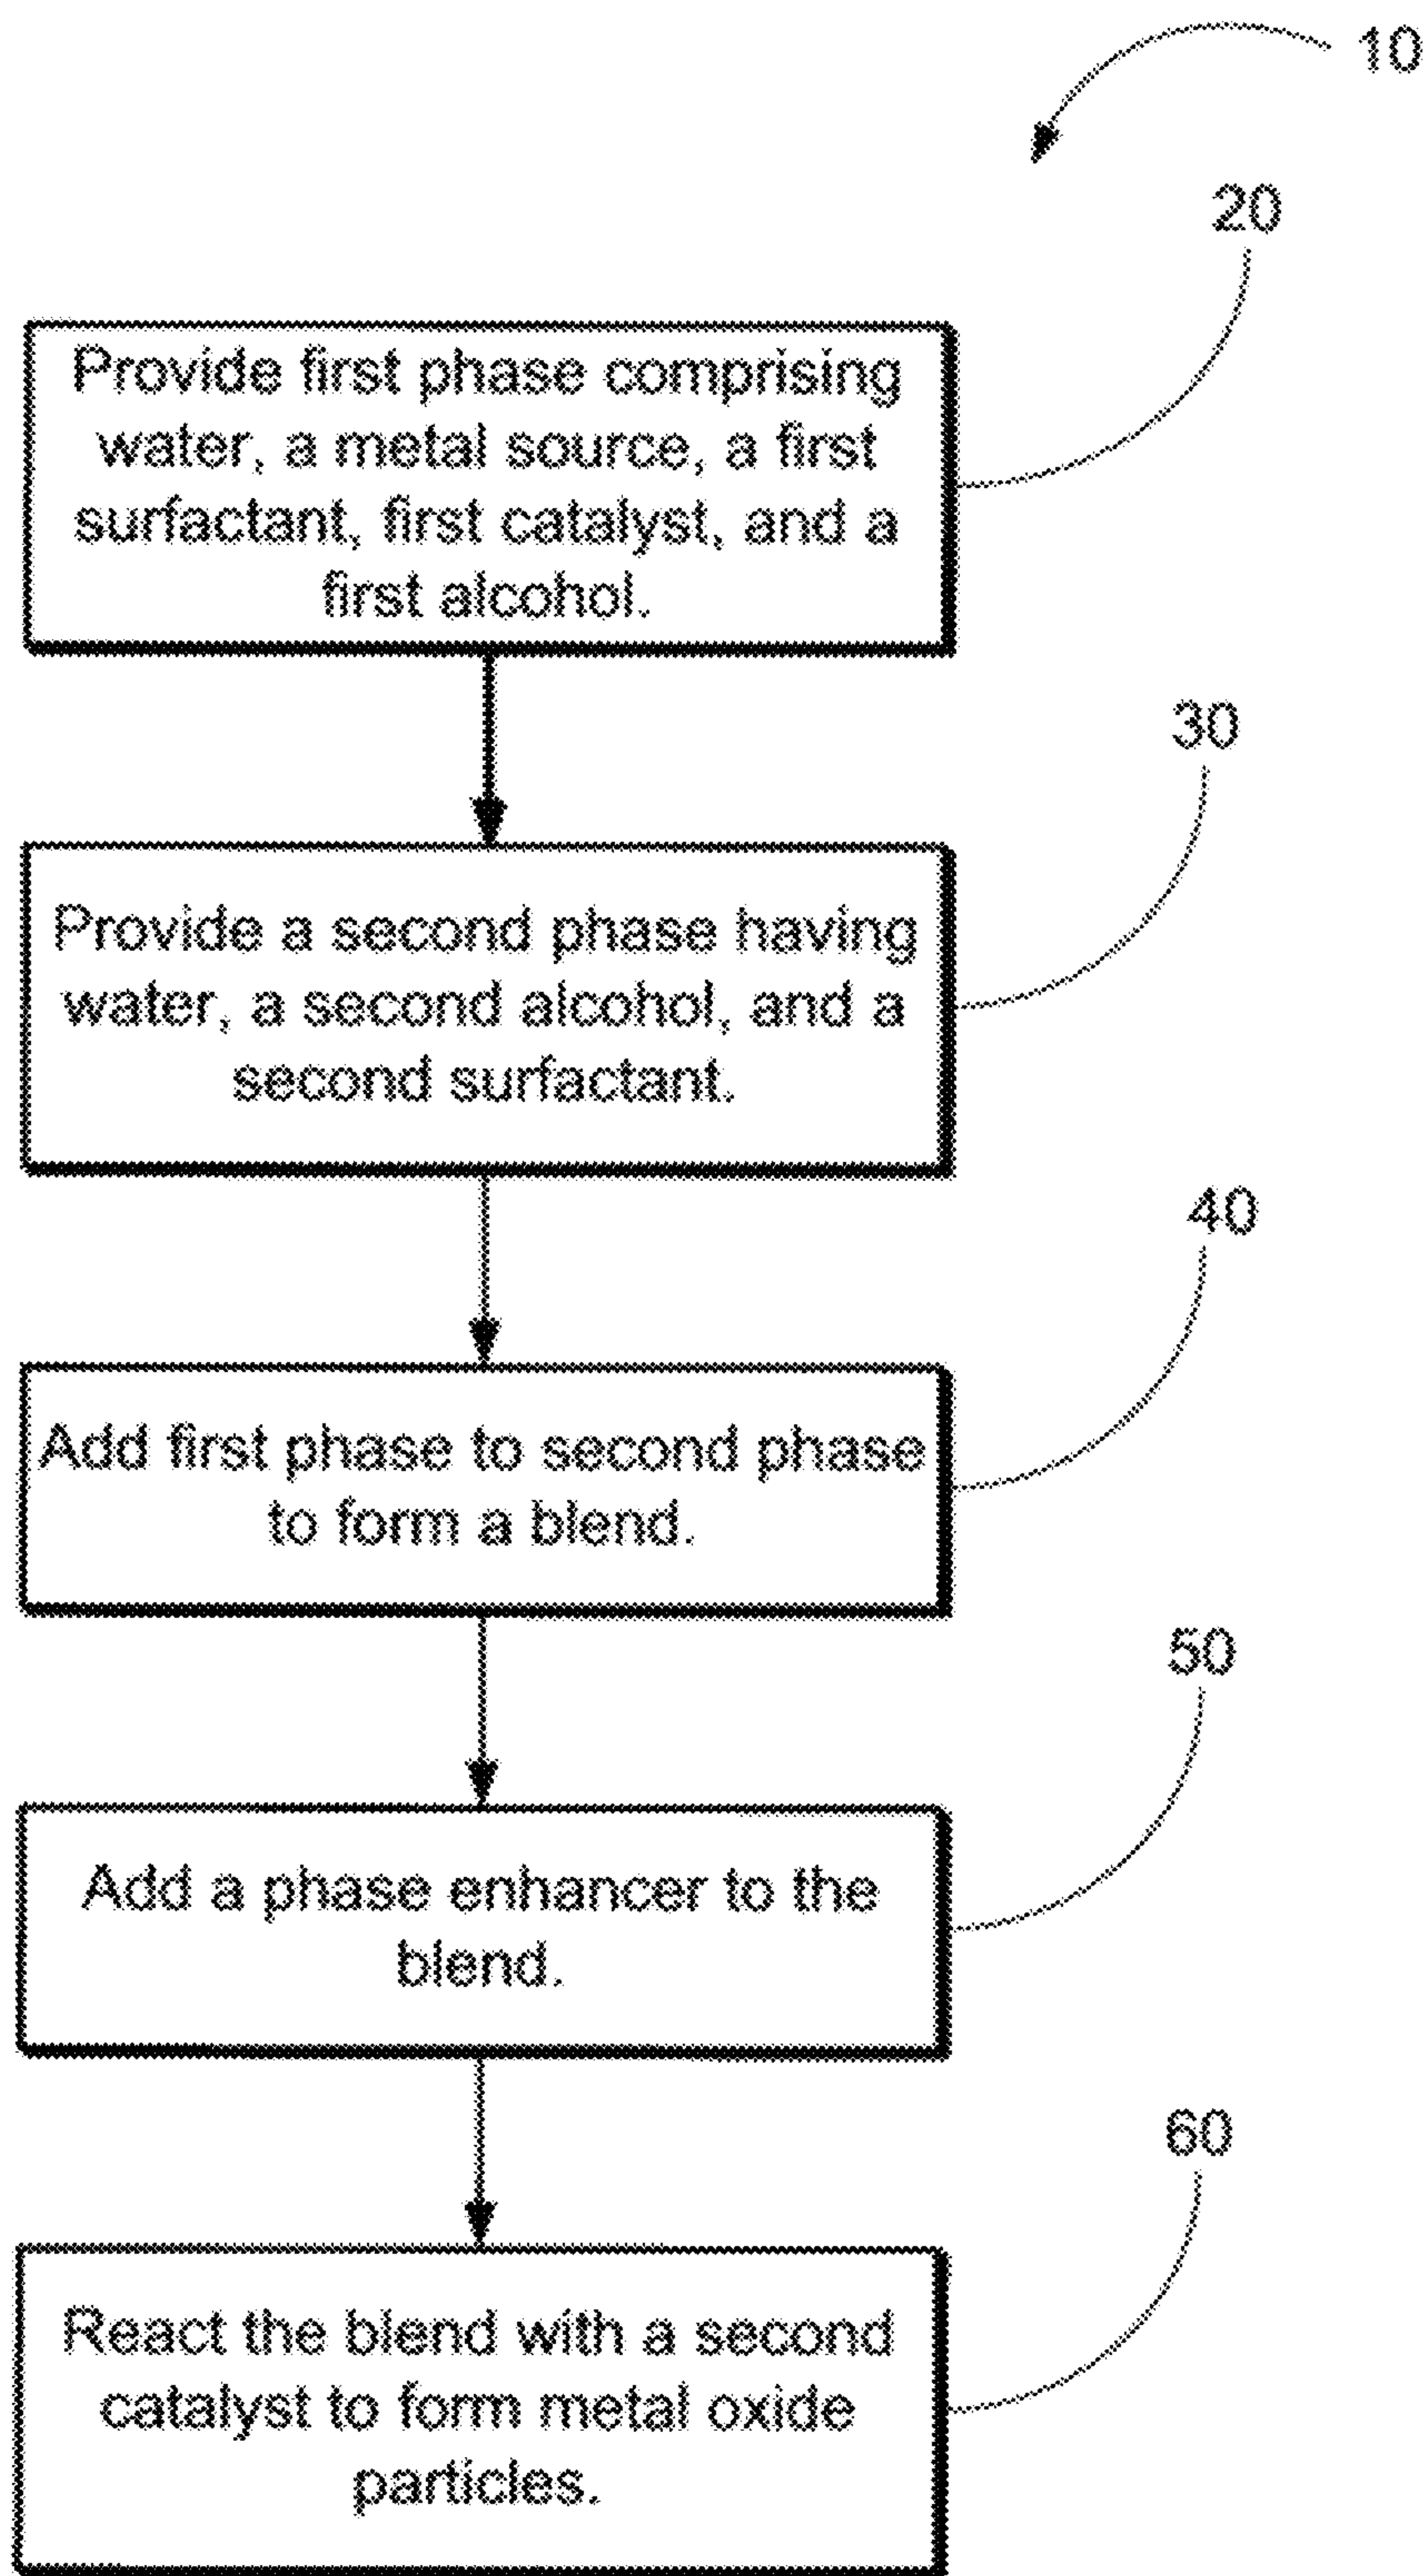 10
20
Provide first phase comprising
water, a metal source, a first
surfactant, first catalyst, and a
first alcohol.
30
Provide a second phase having
water, a second alcohol, and a
second surfactant.
40
Add first phase to second phase
to form a blend.
50
Add a phase enhancer to the
blend.
60
React the blend with a second
catalyst to form metal oxide
particles.